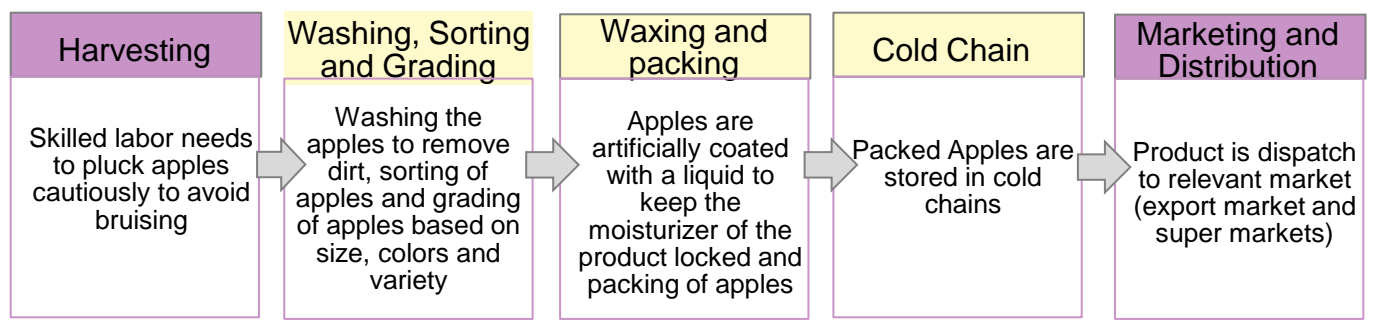 Harvesting
Skilled labor needs
to pluck apples
cautiously to avoid
bruising
Washing, Sorting
and Grading
Washing the
apples to remove
dirt, sorting of
apples and grading
of apples based on
size, colors and
variety
Waxing and
packing
Apples are
artificially coated
with a liquid to
keep the
moisturizer of the
product locked and
packing of apples
Cold Chain
Packed Apples are
stored in cold
chains
Marketing and
Distribution
Product is dispatch
to relevant market
(export market and
super markets)